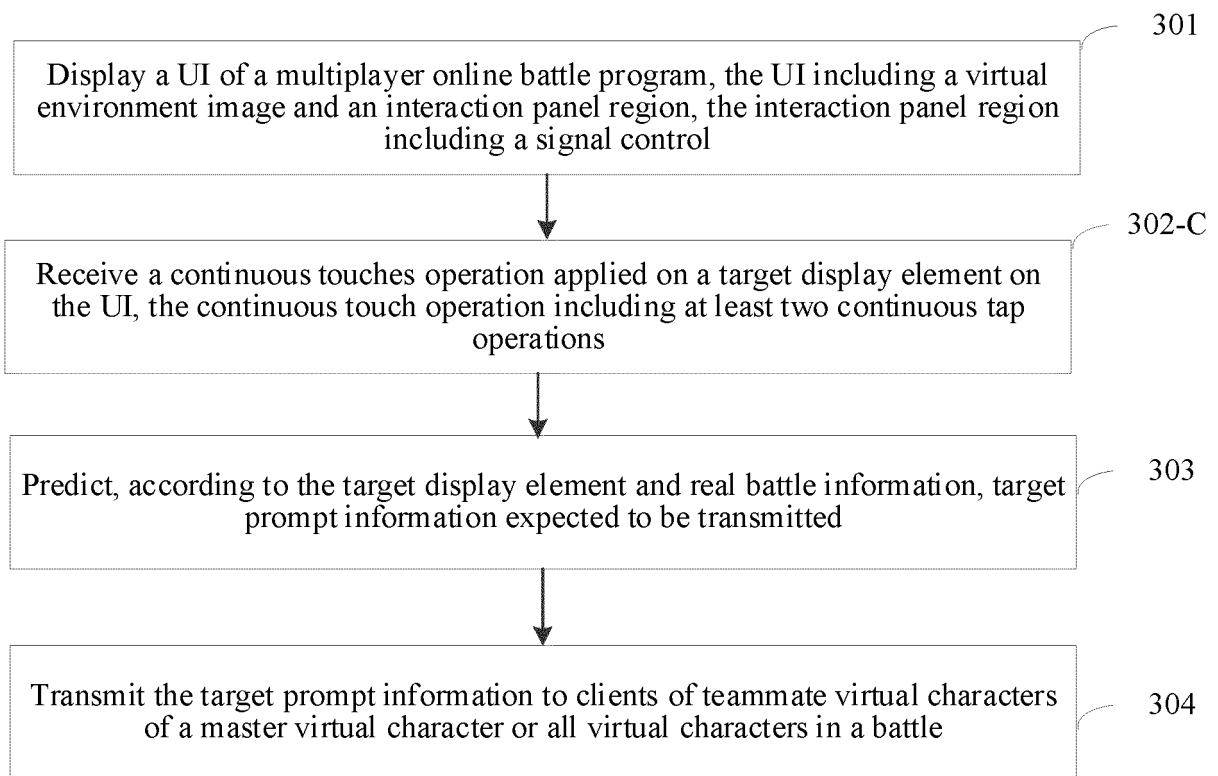 301
Display a UI of a multiplayer online battle program, the UI including a virtual
environment image and an interaction panel region, the interaction panel region
including a signal control
302-C
Receive a continuous touches operation applied on a target display element on
the UI, the continuous touch operation including at least two continuous tap
operations
303
Predict, according to the target display element and real battle information, target
prompt information expected to be transmitted
Transmit the target prompt information to clients of teammate virtual characters
of a master virtual character or all virtual characters in a battle
304